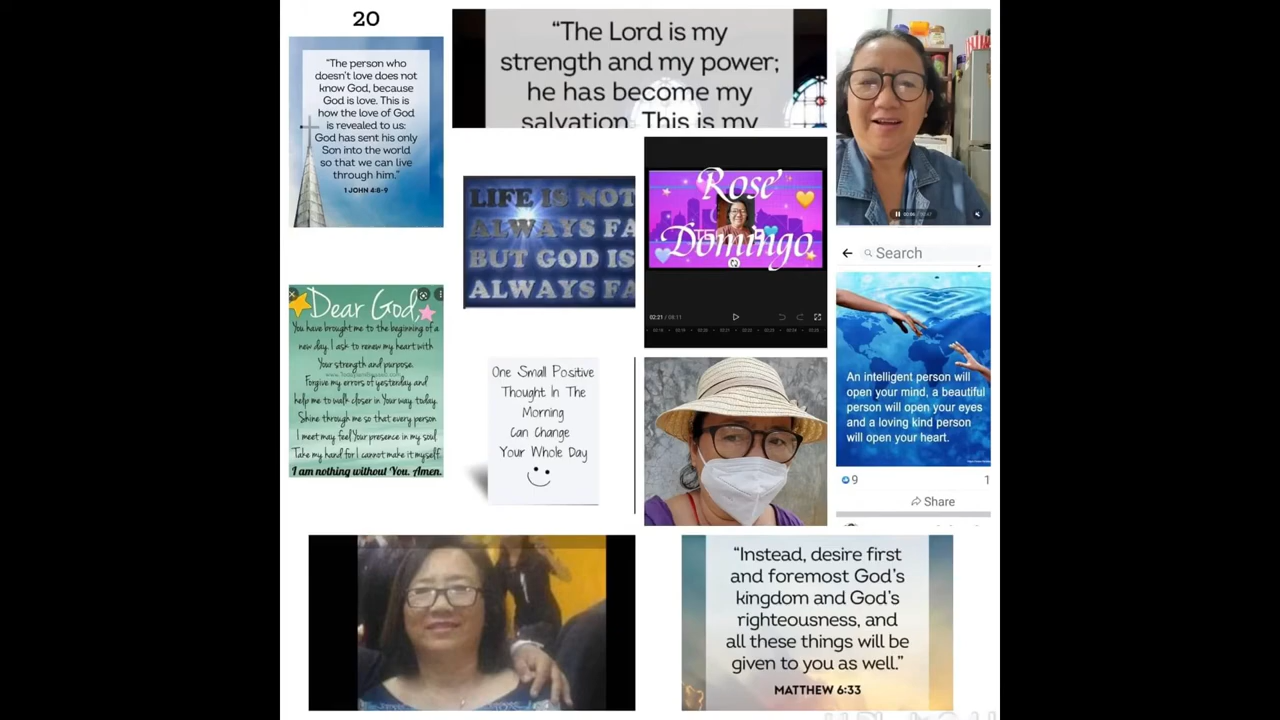 20
"The person who
doesn't love does not
know God, because
God is love. This is
how the love of God
is revealed to us:
God has sent his only
Son into the world
so that we can live
through him."
1 JOHN 4:8-9
"The Lord is my
strength and my power;
he has become my
salvation. This is my
LIFE IS NOT
ALWAYS FA
BUT GOD IS
ALWAYS FA
Rose
Domingo
02:21 / 08:11
Search
Dear God,
You have brought me to the beginning of a
new day. I ask to renew my heart with
Your strength and purpose.
Forgive my errors of yesterday and
help me to walk closer in Your way today.
Shine through me so that every person
I meet may feel Your presence in my soul.
Take my hand for I cannot make it myself.
I am nothing without You. Amen.
One Small Positive
Thought In The
Morning
Can Change
Your Whole Day
An intelligent person will
open your mind, a beautiful
person will open your eyes
and a loving kind person
will open your heart.
9
1
Share
"Instead, desire first
and foremost God's
kingdom and God's
righteousness, and
all these things will be
given to you as well."
MATTHEW 6:33